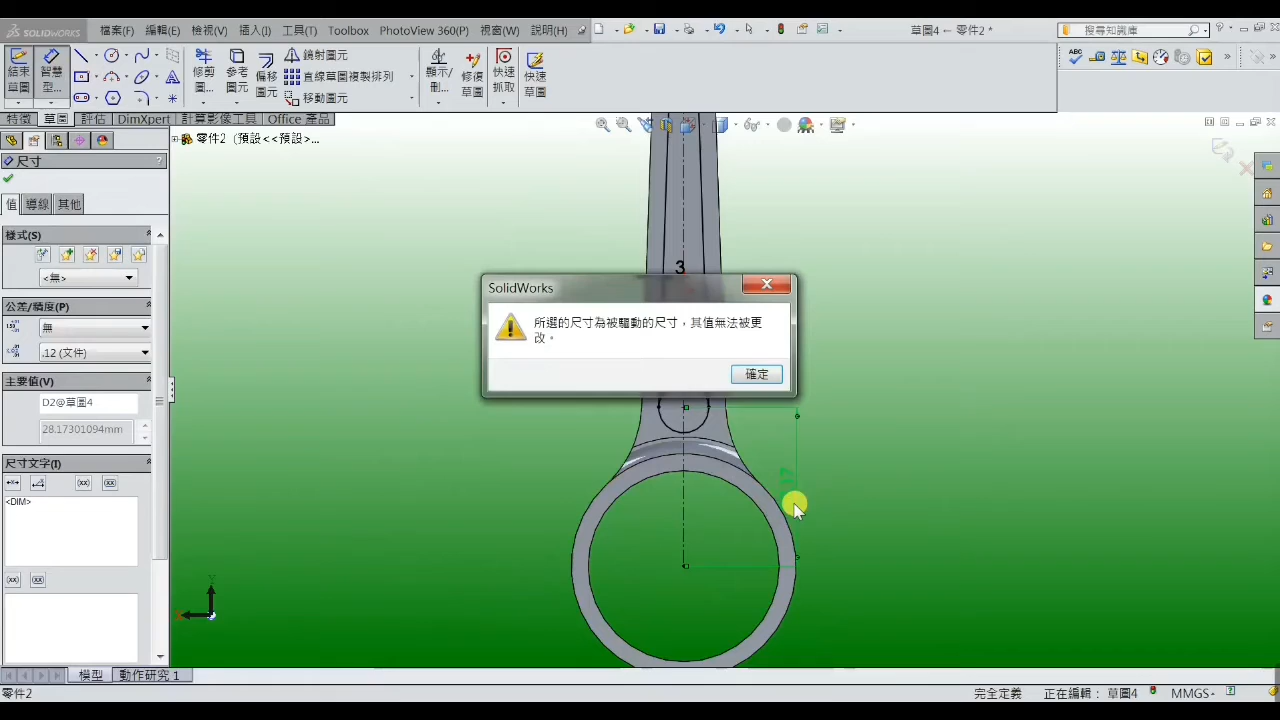 SOLIDWORKS 檔案(F) 編輯(E) 檢視(V) 插入(I) 工具(T) Toolbox PhotoView 360(P) 視窗(W) 說明(H) 草圖4 ← 零件2 * 搜尋知識庫
結束草圖
智慧型...
修剪圖...
參考圖元
偏移圖元
鏡射圖元
直線草圖複製排列
移動圖元
顯示/刪...
修復草圖
快速抓取
快速草圖
特徵 草圖 評估 DimXpert 計算影像工具 Office 產品
零件2 (預設<<預設>...
尺寸 ?
值 導線 其他
樣式(S)
<無>
公差/精度(P)
無
.12 (文件)
主要值(V)
D2@草圖4
28.17301094mm
尺寸文字(I)
<DIM>
3
SolidWorks
所選的尺寸為被驅動的尺寸，其值無法被更
改。
確定
Y
X
模型 動作研究 1
零件2 完全定義 正在編輯： 草圖4 MMGS